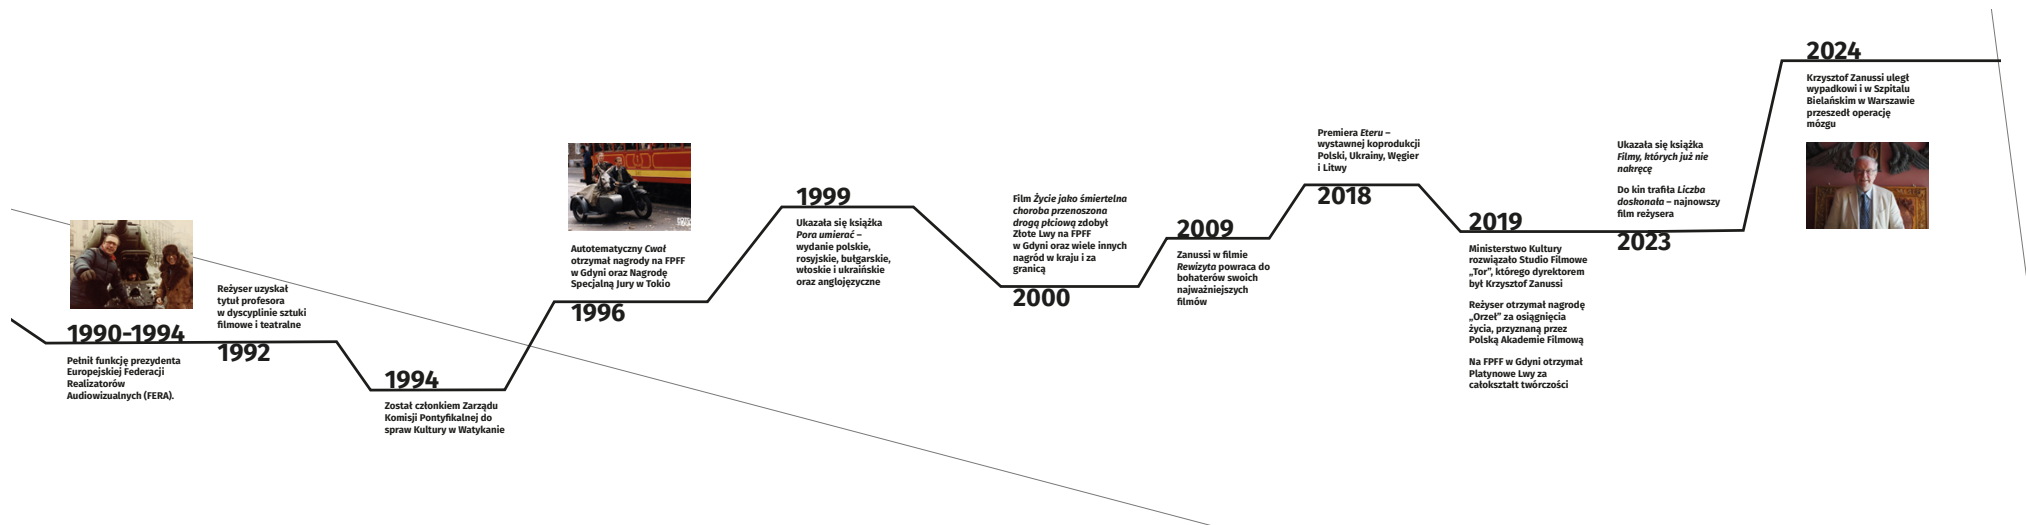 1990-1994
Pełnił funkcję prezydenta
Europejskiej Federacji
Realizatorów
Audiowizualnych (FERA).
Reżyser uzyskał
tytuł profesora
w dyscyplinie sztuki
filmowe i teatralne
1992
1994
Został członkiem Zarządu
Komisji Pontyfikalnej do
spraw Kultury w Watykanie
Autotematyczny Cwał
otrzymał nagrody na FPFF
w Gdyni oraz Nagrodę
Specjalną Jury w Tokio
1996
1999
Ukazała się książka
Pora umierać –
wydanie polskie,
rosyjskie, bułgarskie,
włoskie i ukraińskie
oraz anglojęzyczne
Film Życie jako śmiertelna
choroba przenoszona
drogą płciową zdobył
Złote Lwy na FPFF
w Gdyni oraz wiele innych
nagród w kraju i za
granicą
2000
2009
Zanussi w filmie
Rewizyta powraca do
bohaterów swoich
najważniejszych
filmów
Premiera Eteru –
wystawnej koprodukcji
Polski, Ukrainy, Węgier
i Litwy
2018
2019
Ministerstwo Kultury
rozwiązało Studio Filmowe
„Tor”, którego dyrektorem
był Krzysztof Zanussi
Reżyser otrzymał nagrodę
„Orzeł” za osiągnięcia
życia, przyznaną przez
Polską Akademie Filmową
Na FPFF w Gdyni otrzymał
Platynowe Lwy za
całokształt twórczości
Ukazała się książka
Filmy, których już nie
nakręcę
Do kin trafiła Liczba
doskonała – najnowszy
film reżysera
2023
2024
Krzysztof Zanussi uległ
wypadkowi i w Szpitalu
Bielańskim w Warszawie
przeszedł operację
mózgu